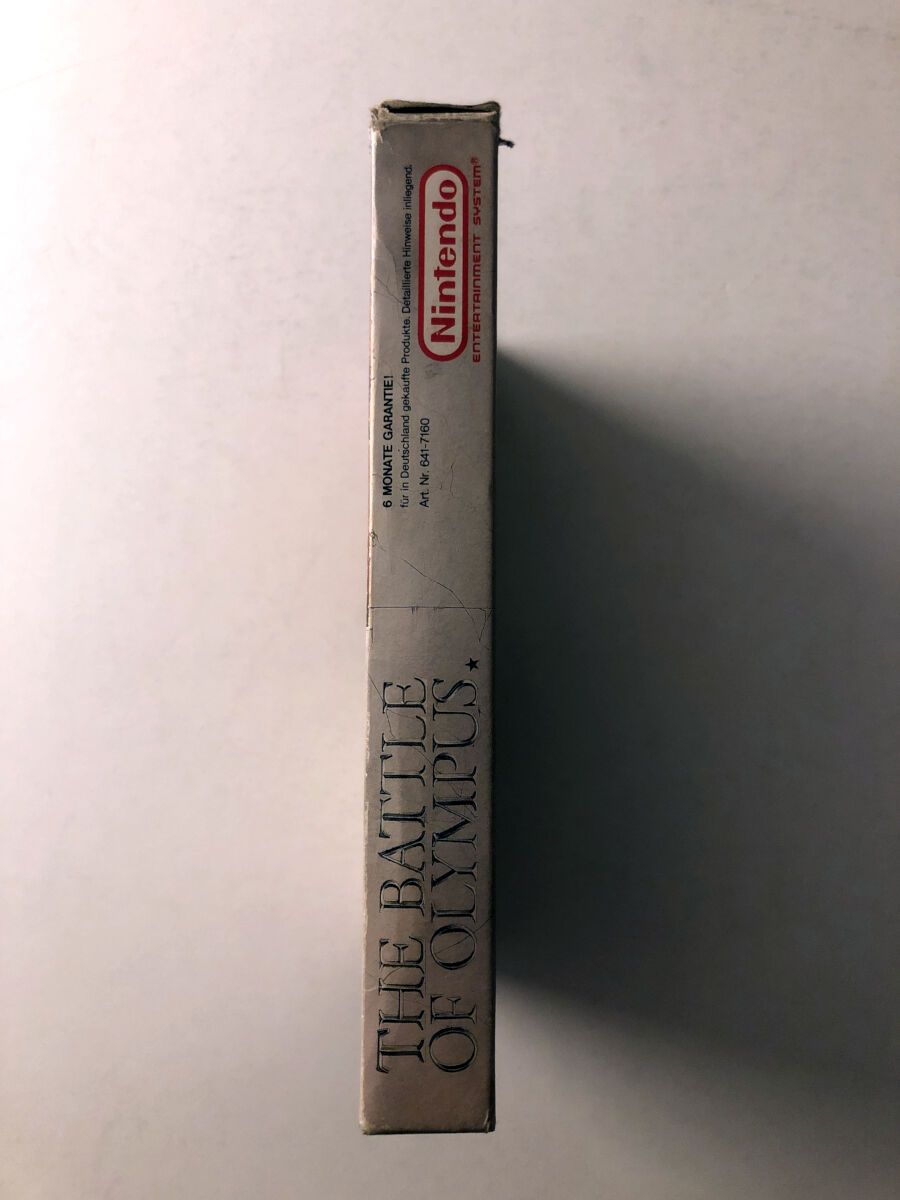 THE BATTLE
OF OLYMPUS.★
6 MONATE GARANTIE!
für in Deutschland gekaufte Produkte. Detaillierte Hinweise inliegend.
Art. Nr. 641-7160
Nintendo
ENTERTAINMENT SYSTEM®